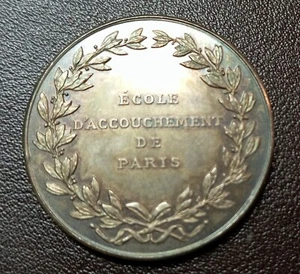 ÉCOLE
D'ACCOUCHEMENT
DE
PARIS